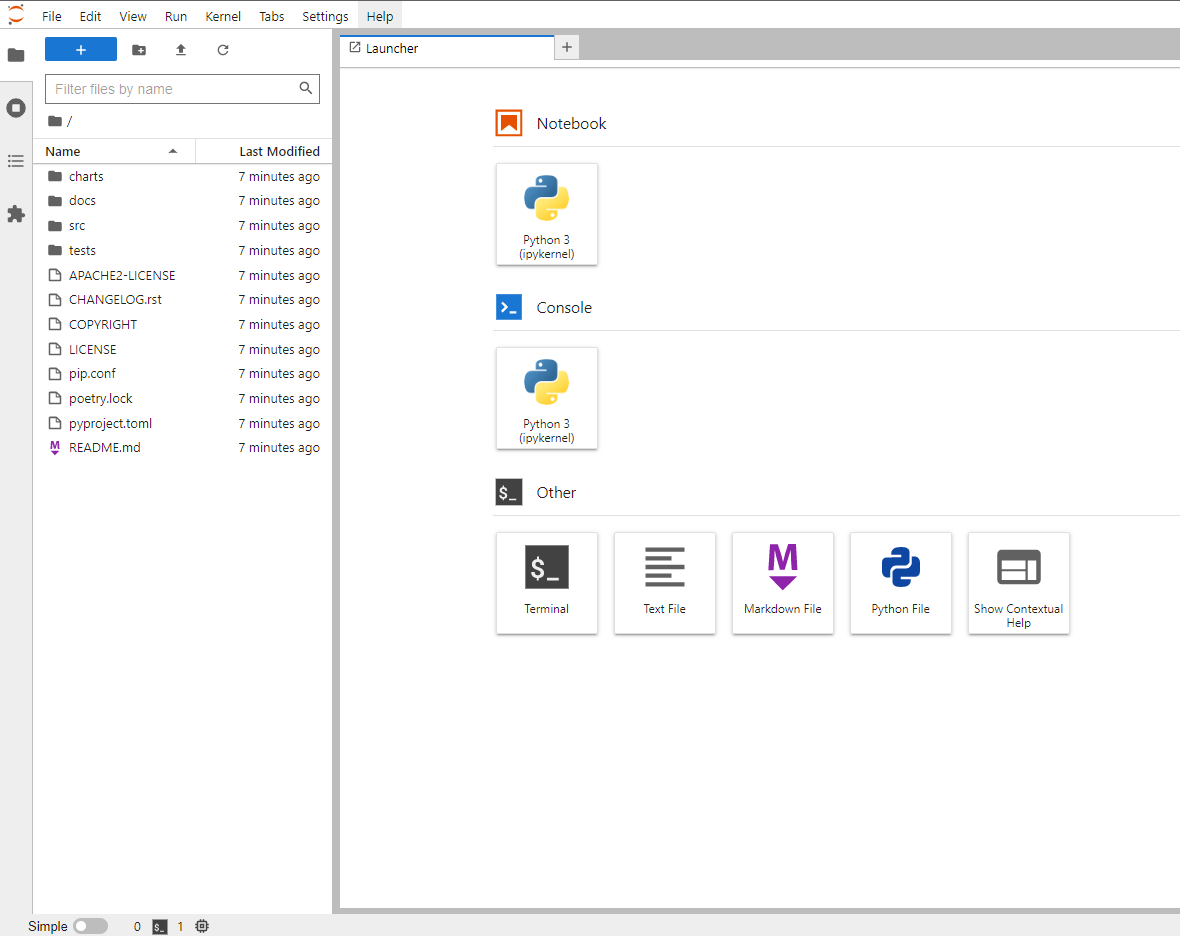 File Edit View Run Kernel Tabs Settings Help
+
Launcher
+
Filter files by name
/
Name Last Modified
charts 7 minutes ago
docs 7 minutes ago
src 7 minutes ago
tests 7 minutes ago
APACHE2-LICENSE 7 minutes ago
CHANGELOG.rst 7 minutes ago
COPYRIGHT 7 minutes ago
LICENSE 7 minutes ago
pip.conf 7 minutes ago
poetry.lock 7 minutes ago
pyproject.toml 7 minutes ago
M README.md 7 minutes ago
Notebook
Python 3
(ipykernel)
>_ Console
Python 3
(ipykernel)
$_ Other
$_
Terminal
Text File
M
Markdown File
Python File
Show Contextual
Help
Simple 0 $_ 1